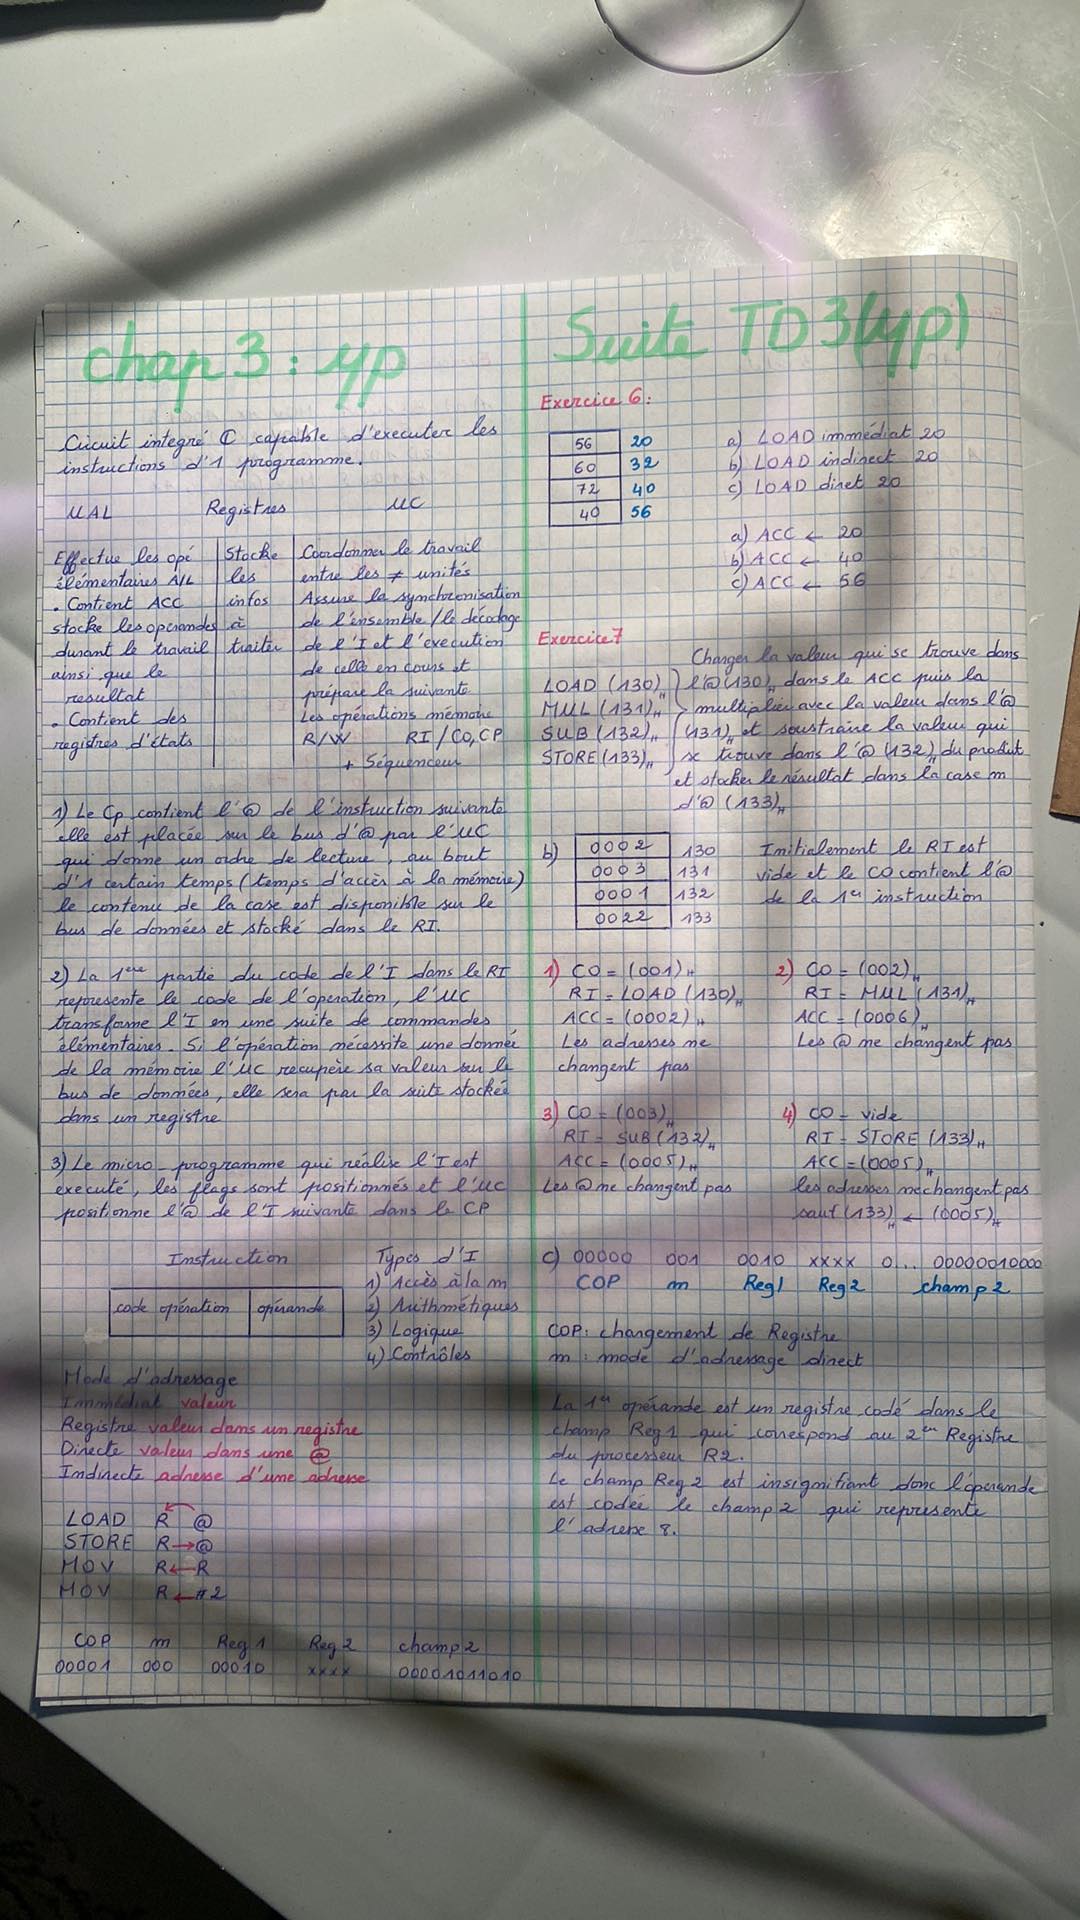 chap 3 : µp
Circuit integré ₵ capable d'executer les
instructions d'1 programme.
UAL Registres UC
Effectue les opé
élémentaires A/L
• Contient ACC
stocke les operandes
durant le travail
ainsi que le
resultat
• Contient des
registres d'états
Stocke
les
infos
à
traiter
Coordonner le travail
entre les ≠ unités
Assure la synchronisation
de l'ensemble / le décodage
de l'I et l'execution
de celle en cours et
prépare la suivante
Les opérations mémoire
R/W RI / CO, CP
+ Séquenceur
1) Le Cp contient l'@ de l'instruction suivante
elle est placée sur le bus d'@ par l'UC
qui donne un ordre de lecture, au bout
d'1 certain temps (temps d'accès à la mémoire)
le contenu de la case est disponible sur le
bus de données et stocké dans le RI.
2) La 1ère partie du code de l'I dans le RI
represente le code de l'operation, l'UC
transforme l'I en une suite de commandes
élémentaires. Si l'opération nécessite une donnée
de la mémoire l'UC recupère sa valeur sur le
bus de données, elle sera par la suite stockée
dans un registre
3) Le micro-programme qui réalise l'I est
executé, les flags sont positionnés et l'UC
positionne l'@ de l'I suivante dans le CP
Instruction
code opération opérande
Types d'I
1) Accès à la m
2) Arithmétiques
3) Logique
4) Contrôles
Mode d'adressage
Immédiat valeur
Registre valeur dans un registre
Directe valeur dans une @
Indirecte adresse d'une adresse
LOAD R @
STORE R → @
MOV R ← R
MOV R ← #2
COP m Reg 1 Reg 2 champ 2
00001 000 00010 xxxx 00001011010
Suite TD3 (µp)
Exercice 6 :
56 20
60 32
72 40
40 56
a) LOAD immédiat 20
b) LOAD indirect 20
c) LOAD diret 20
a) ACC ← 20
b) ACC ← 40
c) ACC ← 56
Exercice 7
LOAD (130)H
MUL (131)H
SUB (132)H
STORE (133)H
Charger la valeur qui se trouve dans
l'@ (130)H dans le ACC puis la
multiplier avec la valeur dans l'@
(131)H et soustraire la valeur qui
se trouve dans l'@ (132)H du produit
et stocker le résultat dans la case m
d'@ (133)H
b) 0002 130
0003 131
0001 132
0022 133
Initialement le RI est
vide et le CO contient l'@
de la 1er instruction
1) CO = (001)H
RI = LOAD (130)H
ACC = (0002)H
Les adresses ne
changent pas
2) CO = (002)H
RI = MUL (131)H
ACC = (0006)H
Les @ ne changent pas
3) CO = (003)H
RI = SUB (132)H
ACC = (0005)H
Les @ ne changent pas
4) CO = vide
RI = STORE (133)H
ACC = (0005)H
les adresses ne changent pas
sauf (133)H ← (0005)H
c) 00000 001 0010 xxxx 0... 00000010000
COP m Reg1 Reg2 champ 2
COP : chargement de Registre
m : mode d'adressage direct
La 1er opérande est un registre codé dans le
champ Reg 1 qui correspond au 2em Registre
du processeur R2.
Le champ Reg 2 est insignifiant donc l'operande
est codée le champ 2 qui represente
l'adresse 8.